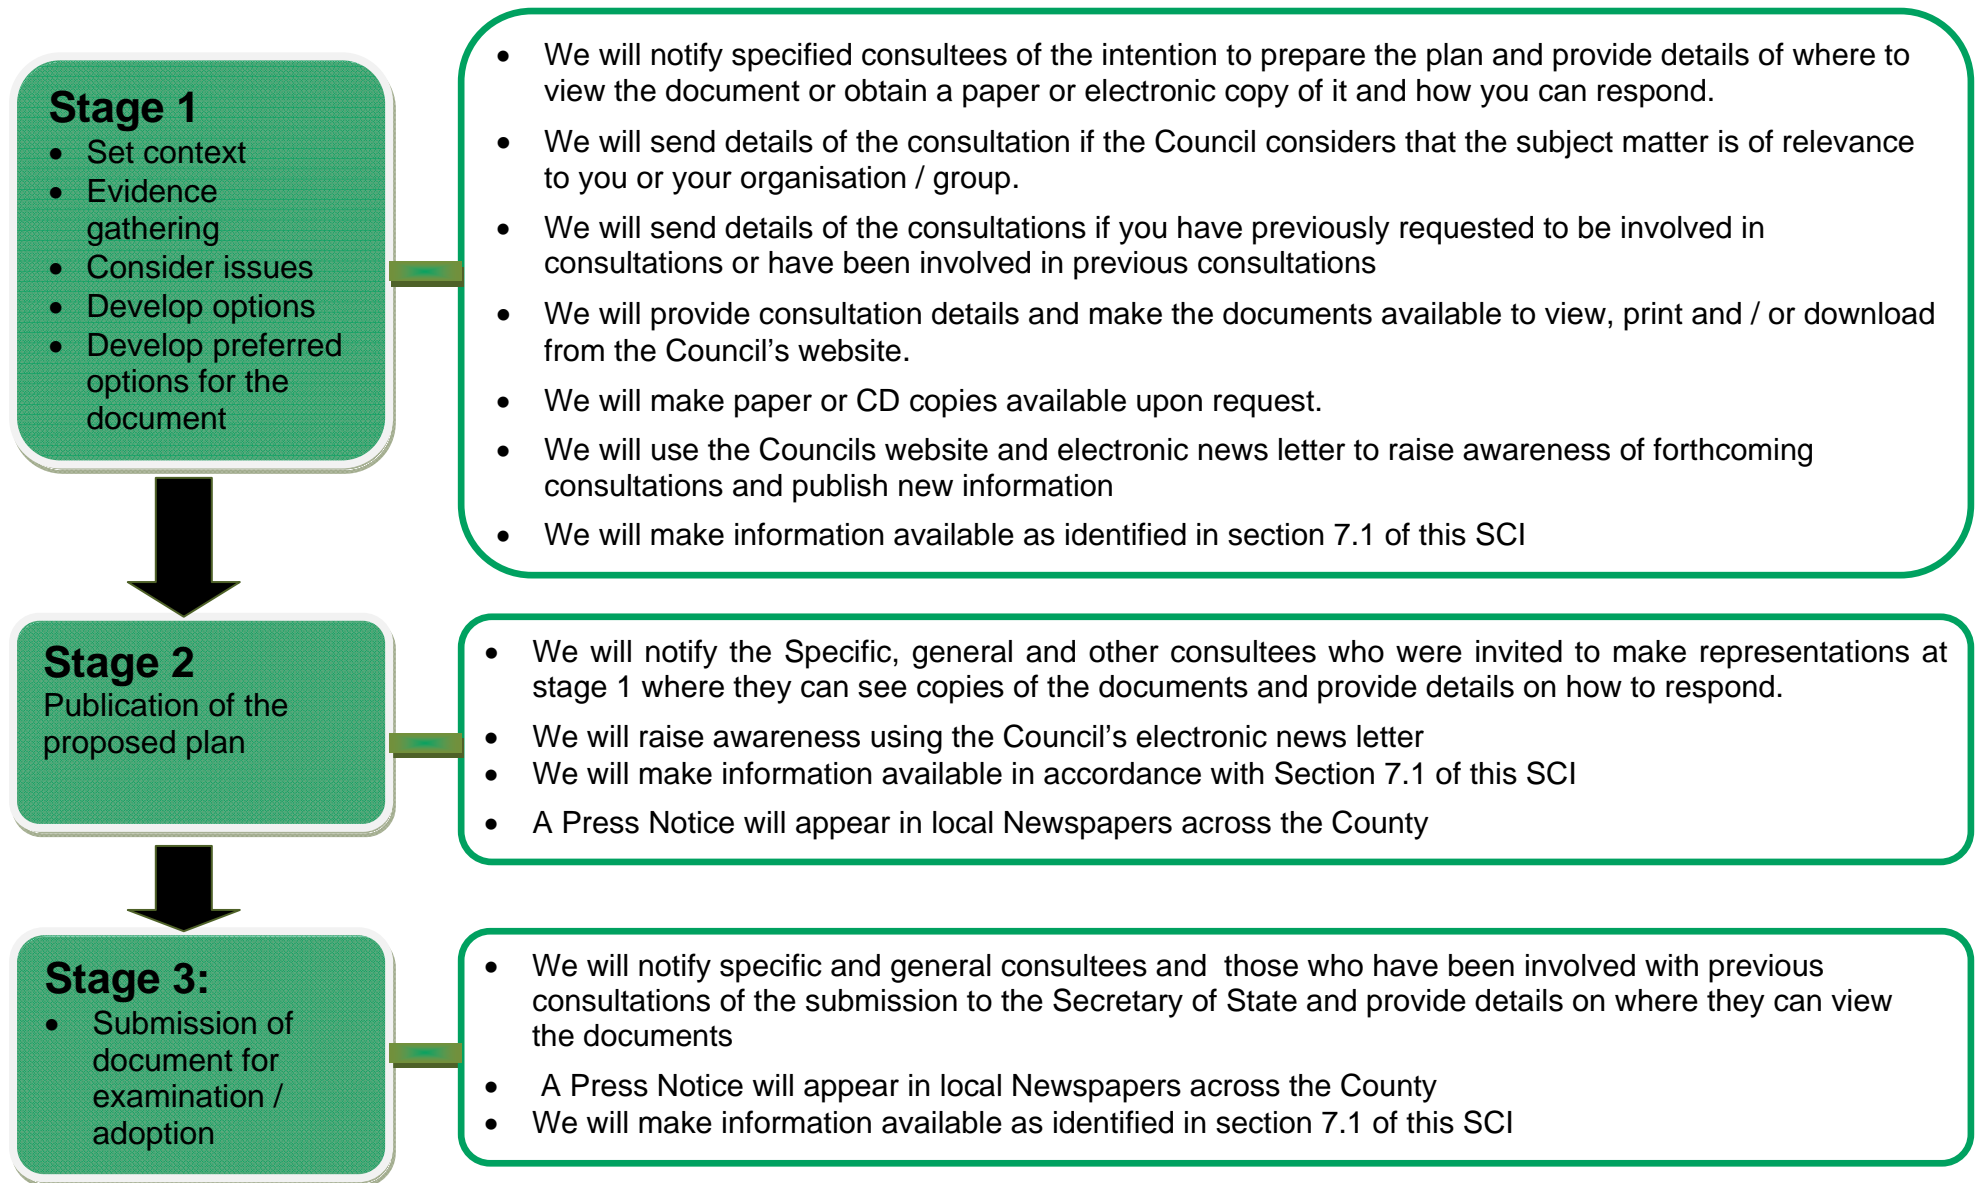 Stage 1
• Set context
• Evidence
gathering
• Consider issues
• Develop options
• Develop preferred
options for the
document
• We will notify specified consultees of the intention to prepare the plan and provide details of where to
view the document or obtain a paper or electronic copy of it and how you can respond.
• We will send details of the consultation if the Council considers that the subject matter is of relevance
to you or your organisation / group.
• We will send details of the consultations if you have previously requested to be involved in
consultations or have been involved in previous consultations
• We will provide consultation details and make the documents available to view, print and / or download
from the Council’s website.
• We will make paper or CD copies available upon request.
• We will use the Councils website and electronic news letter to raise awareness of forthcoming
consultations and publish new information
• We will make information available as identified in section 7.1 of this SCI
Stage 2
Publication of the
proposed plan
• We will notify the Specific, general and other consultees who were invited to make representations at
stage 1 where they can see copies of the documents and provide details on how to respond.
• We will raise awareness using the Council’s electronic news letter
• We will make information available in accordance with Section 7.1 of this SCI
• A Press Notice will appear in local Newspapers across the County
Stage 3:
• Submission of
document for
examination /
adoption
• We will notify specific and general consultees and those who have been involved with previous
consultations of the submission to the Secretary of State and provide details on where they can view
the documents
• A Press Notice will appear in local Newspapers across the County
• We will make information available as identified in section 7.1 of this SCI